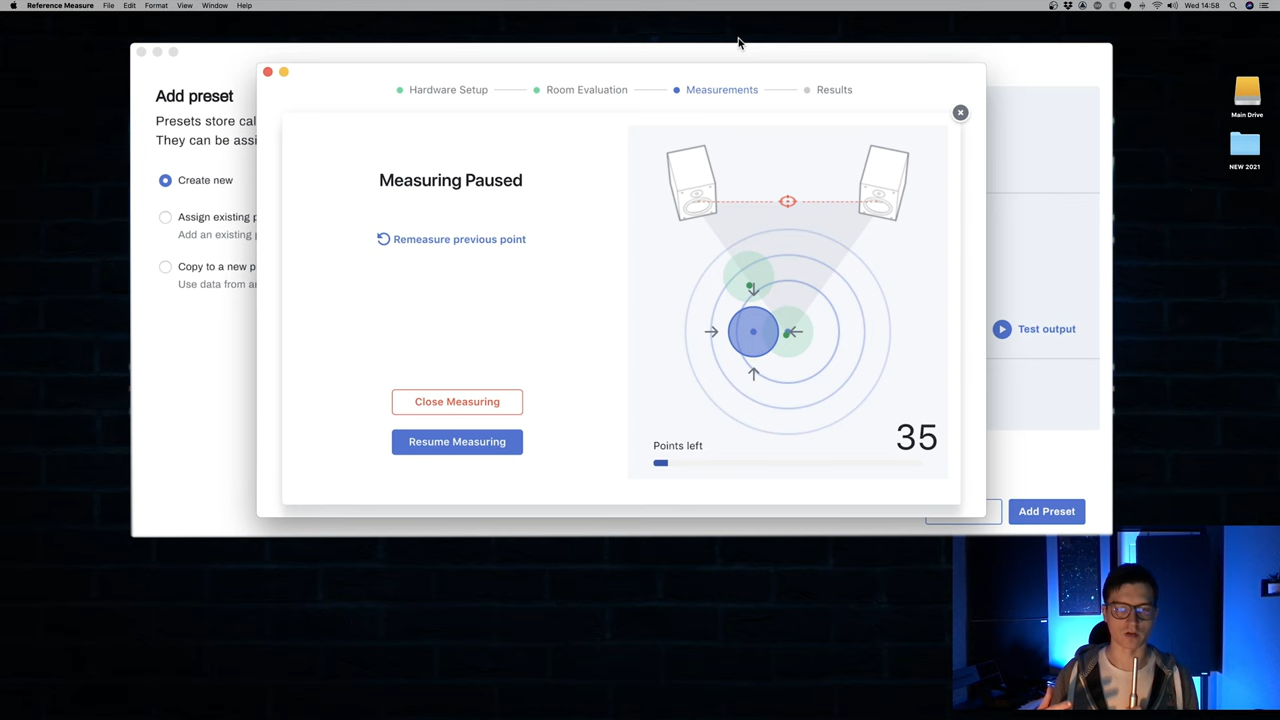 Reference Measure File Edit Format View Window Help
Wed 14:58
Add preset
Presets store cal
They can be assi
Create new
Assign existing p
Add an existing p
Copy to a new p
Use data from an
Hardware Setup
Room Evaluation
Measurements
Results
Measuring Paused
Remeasure previous point
Close Measuring
Resume Measuring
Points left
35
Test output
Add Preset
Main Drive
NEW 2021